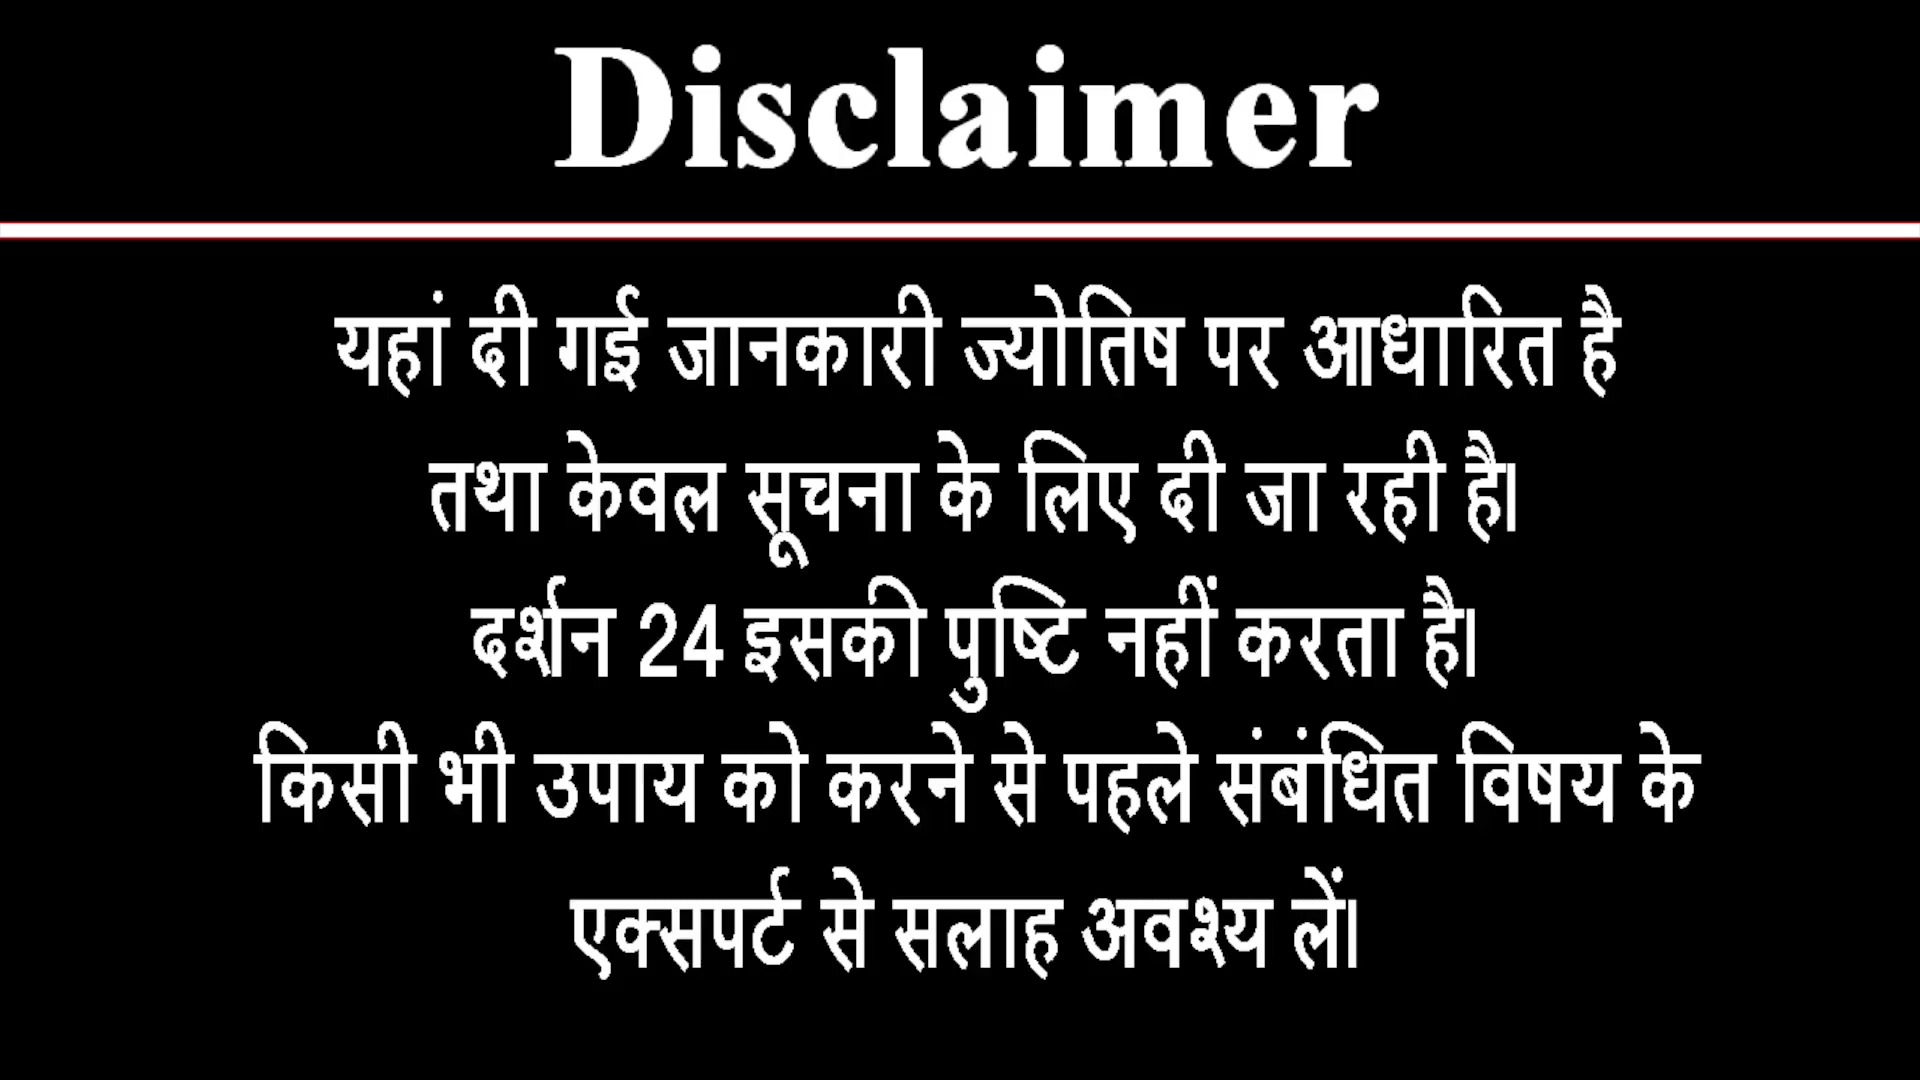 Disclaimer
यहां दी गई जानकारी ज्योतिष पर आधारित है
तथा केवल सूचना के लिए दी जा रही है।
दर्शन 24 इसकी पुष्टि नहीं करता है।
किसी भी उपाय को करने से पहले संबंधित विषय के
एक्सपर्ट से सलाह अवश्य लें।